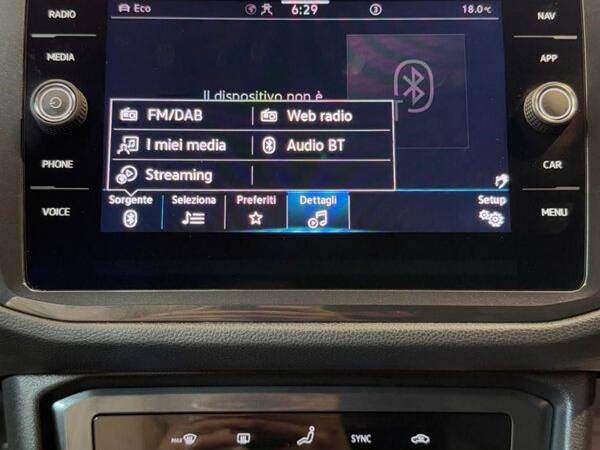 RADIO
MEDIA
PHONE
VOICE
Eco
6:29
18.0°C
NAV
APP
CAR
MENU
Il dispositivo non è
FM/DAB
Web radio
I miei media
Audio BT
Streaming
Sorgente
Seleziona
Preferiti
Dettagli
Setup
MAX
SYNC